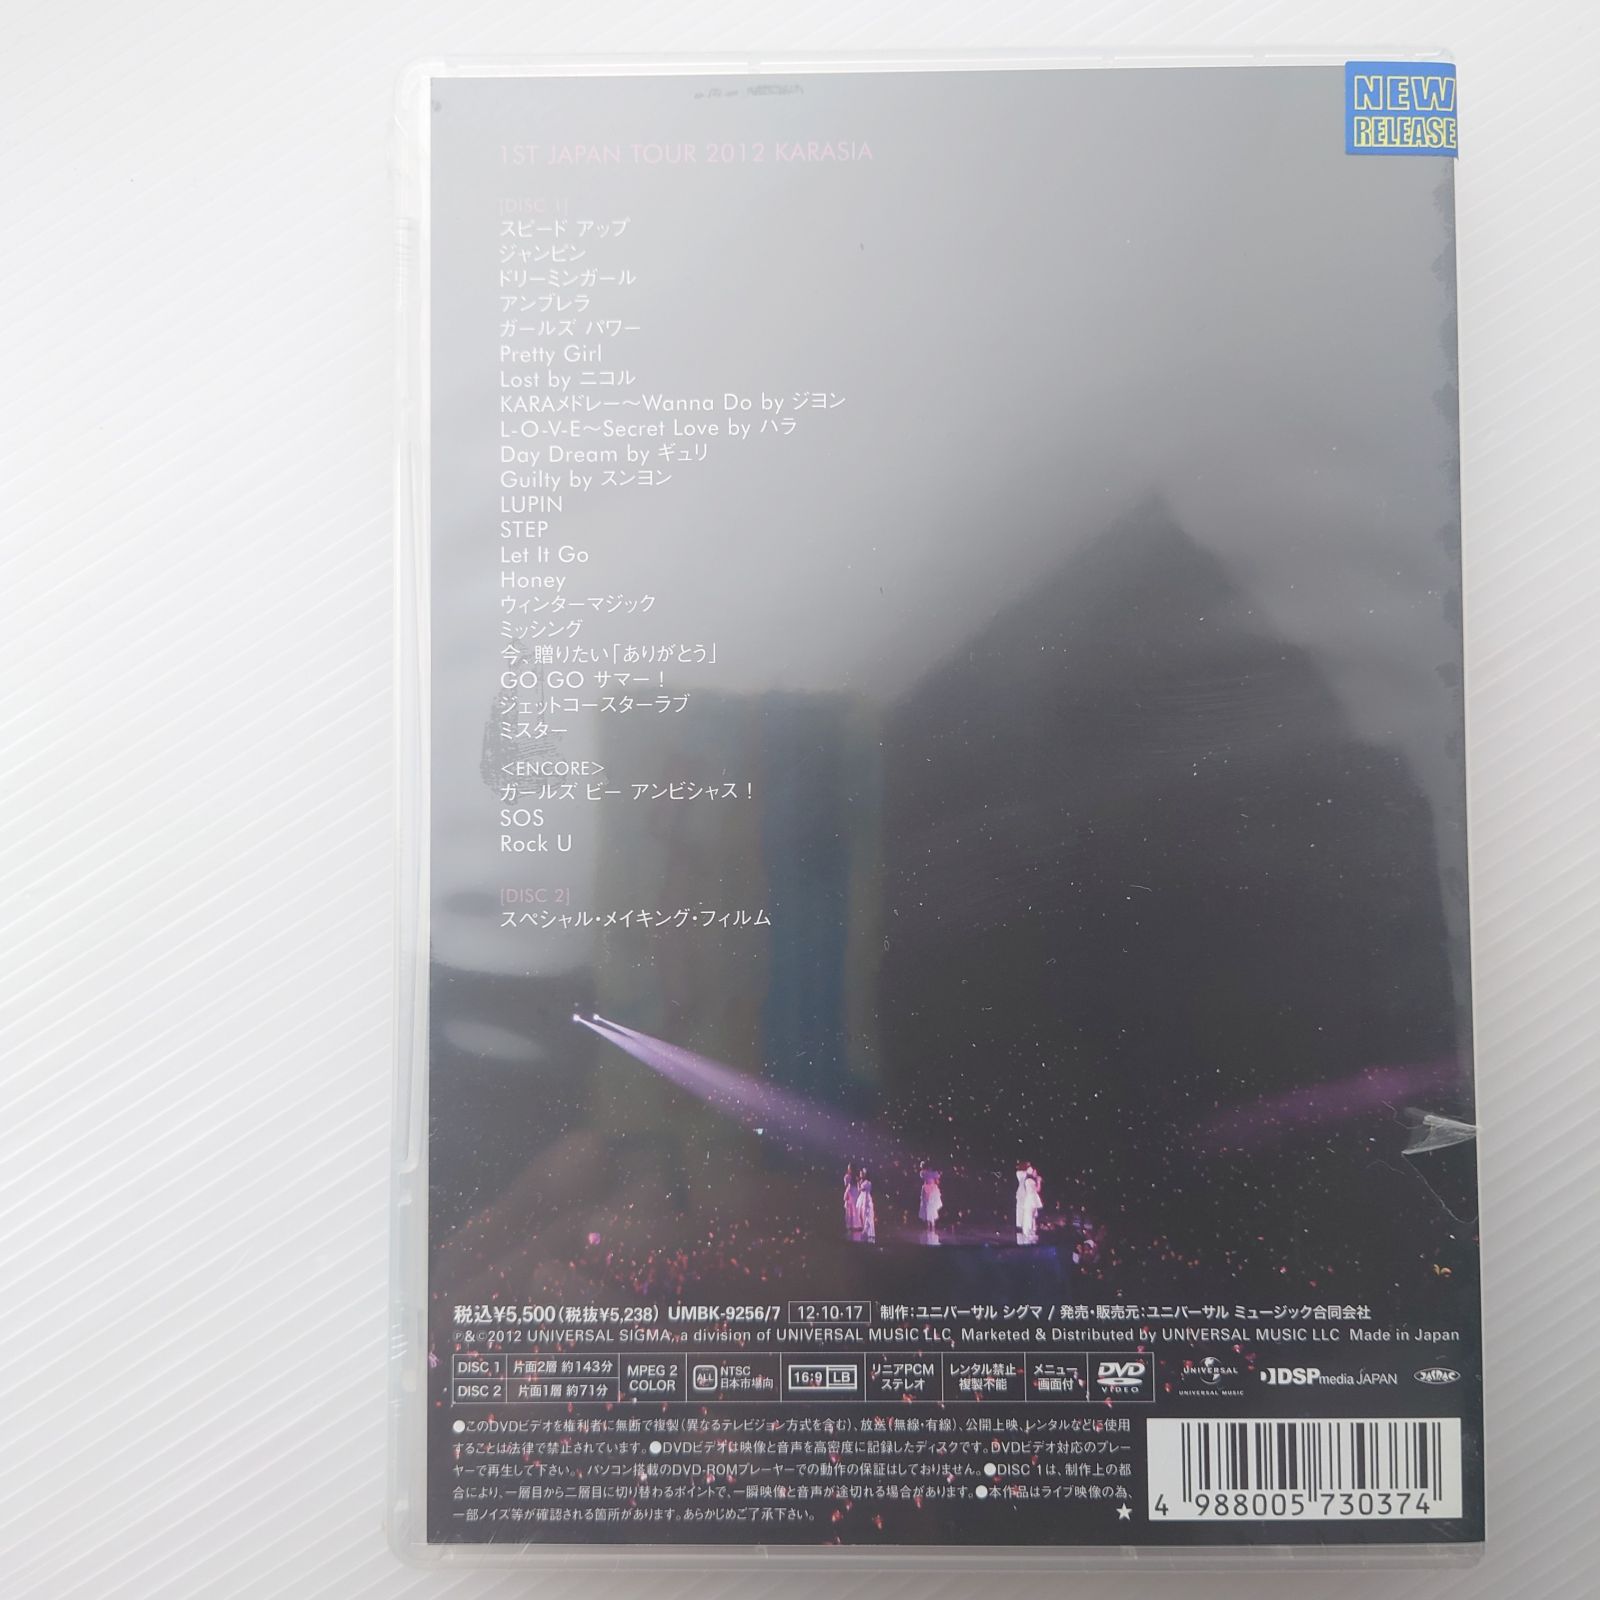 NEW
RELEASE
1ST JAPAN TOUR 2012 KARASIA
[DISC 1]
スピード アップ
ジャンピン
ドリーミンガール
アンブレラ
ガールズ パワー
Pretty Girl
Lost by ニコル
KARAメドレー〜Wanna Do by ジヨン
L-O-V-E〜Secret Love by ハラ
Day Dream by ギュリ
Guilty by スンヨン
LUPIN
STEP
Let It Go
Honey
ウィンターマジック
ミッシング
今、贈りたい「ありがとう」
GO GO サマー！
ジェットコースターラブ
ミスター
<ENCORE>
ガールズ ビー アンビシャス！
SOS
Rock U
[DISC 2]
スペシャル・メイキング・フィルム
税込¥5,500(税抜¥5,238) UMBK-9256/7 12・10・17 制作：ユニバーサル シグマ / 発売・販売元：ユニバーサル ミュージック合同会社
℗&©2012 UNIVERSAL SIGMA, a division of UNIVERSAL MUSIC LLC Marketed & Distributed by UNIVERSAL MUSIC LLC Made in Japan
DISC 1 片面2層 約143分
DISC 2 片面1層 約71分
MPEG 2
COLOR
ALL NTSC
日本市場向
16:9 LB
リニアPCM
ステレオ
レンタル禁止
複製不能
メニュー
画面付
DVD
VIDEO
UNIVERSAL
UNIVERSAL MUSIC
DSPmedia JAPAN
JASRAC
●このDVDビデオを権利者に無断で複製(異なるテレビジョン方式を含む)、放送(無線・有線)、公開上映、レンタルなどに使用
することは法律で禁止されています。●DVDビデオは映像と音声を高密度に記録したディスクです。DVDビデオ対応のプレー
ヤーで再生して下さい。パソコン搭載のDVD-ROMプレーヤーでの動作の保証はしておりません。●DISC 1は、制作上の都
合により、一層目から二層目に切り替わるポイントで、一瞬映像と音声が途切れる場合があります。●本作品はライブ映像の為、
一部ノイズ等が確認される箇所があります。あらかじめご了承下さい。
★
4 988005 730374